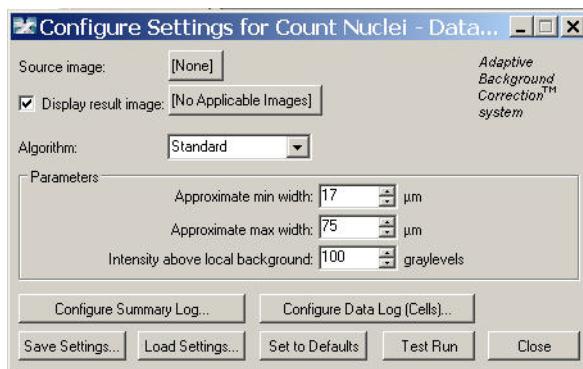 Configure Settings for Count Nuclei - Data...
Source image: [None]
Adaptive
Background
Correction™
system
Display result image: [No Applicable Images]
Algorithm: Standard
Parameters
Approximate min width: 17 µm
Approximate max width: 75 µm
Intensity above local background: 100 graylevels
Configure Summary Log... Configure Data Log (Cells)...
Save Settings... Load Settings... Set to Defaults Test Run Close